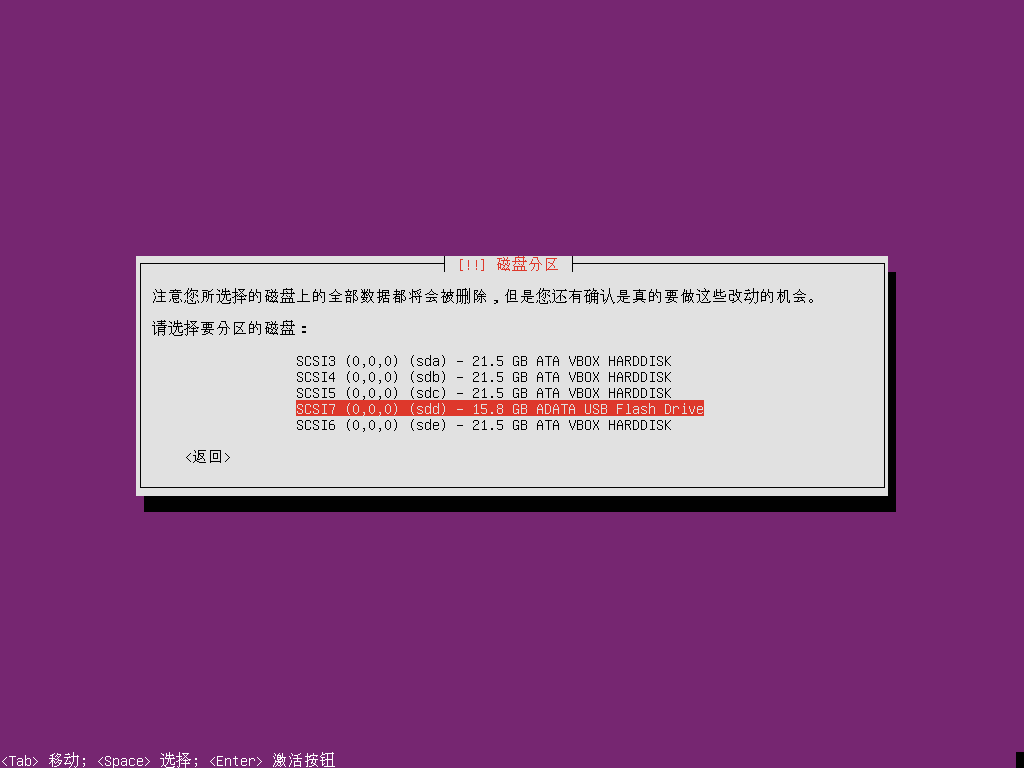 [!!] 磁盘分区
注意您所选择的磁盘上的全部数据都将会被删除，但是您还有确认是真的要做这些改动的机会。
请选择要分区的磁盘：
SCSI3 (0,0,0) (sda) - 21.5 GB ATA VBOX HARDDISK
SCSI4 (0,0,0) (sdb) - 21.5 GB ATA VBOX HARDDISK
SCSI5 (0,0,0) (sdc) - 21.5 GB ATA VBOX HARDDISK
SCSI7 (0,0,0) (sdd) - 15.8 GB ADATA USB Flash Drive
SCSI6 (0,0,0) (sde) - 21.5 GB ATA VBOX HARDDISK
<返回>
<Tab> 移动; <Space> 选择; <Enter> 激活按钮